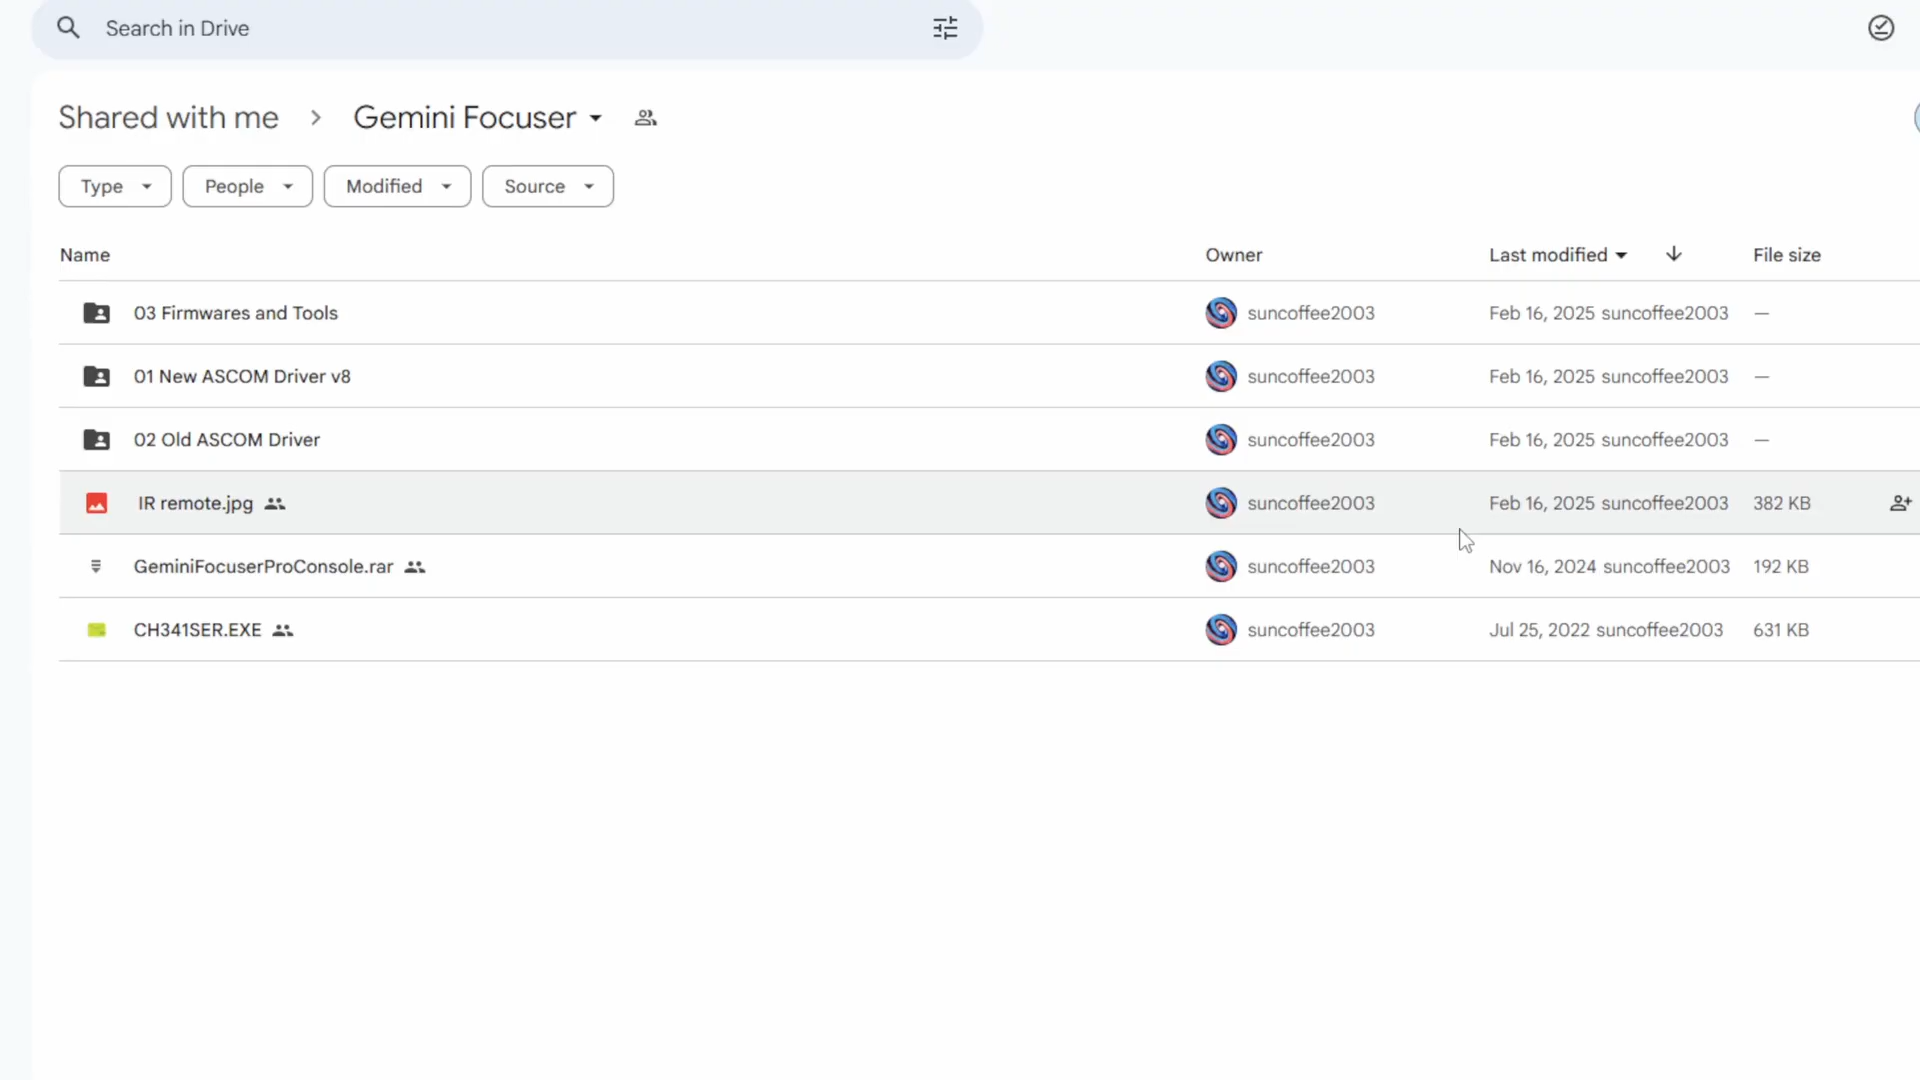 Search in Drive
Shared with me > Gemini Focuser
Type People Modified Source
Name Owner Last modified File size
03 Firmwares and Tools suncoffee2003 Feb 16, 2025 suncoffee2003 —
01 New ASCOM Driver v8 suncoffee2003 Feb 16, 2025 suncoffee2003 —
02 Old ASCOM Driver suncoffee2003 Feb 16, 2025 suncoffee2003 —
IR remote.jpg suncoffee2003 Feb 16, 2025 suncoffee2003 382 KB
GeminiFocuserProConsole.rar suncoffee2003 Nov 16, 2024 suncoffee2003 192 KB
CH341SER.EXE suncoffee2003 Jul 25, 2022 suncoffee2003 631 KB